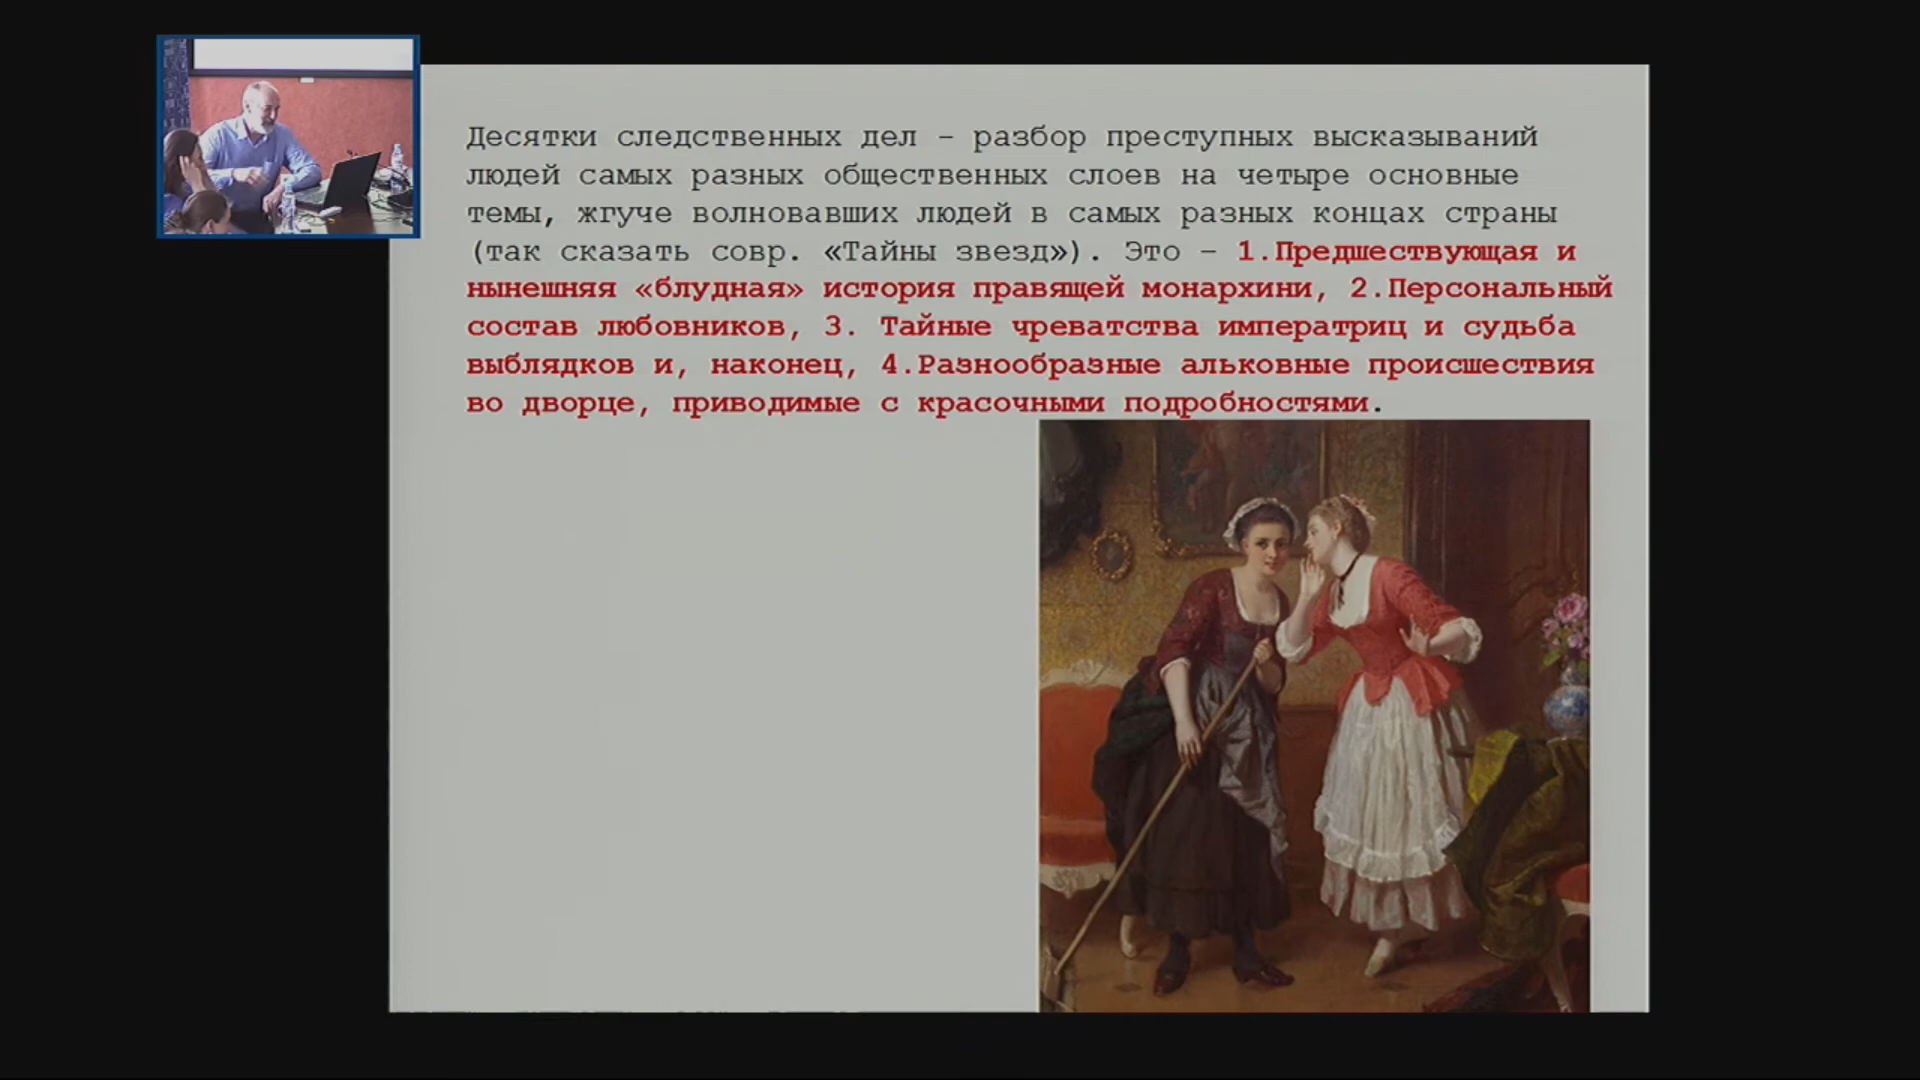 Десятки следственных дел – разбор преступных высказываний
людей самых разных общественных слоев на четыре основные
темы, жгуче волновавших людей в самых разных концах страны
(так сказать совр. «Тайны звезд»). Это – 1.Предшествующая и
нынешняя «блудная» история правящей монархини, 2.Персональный
состав любовников, 3. Тайные чреватства императриц и судьба
выблядков и, наконец, 4.Разнообразные альковные происшествия
во дворце, приводимые с красочными подробностями.